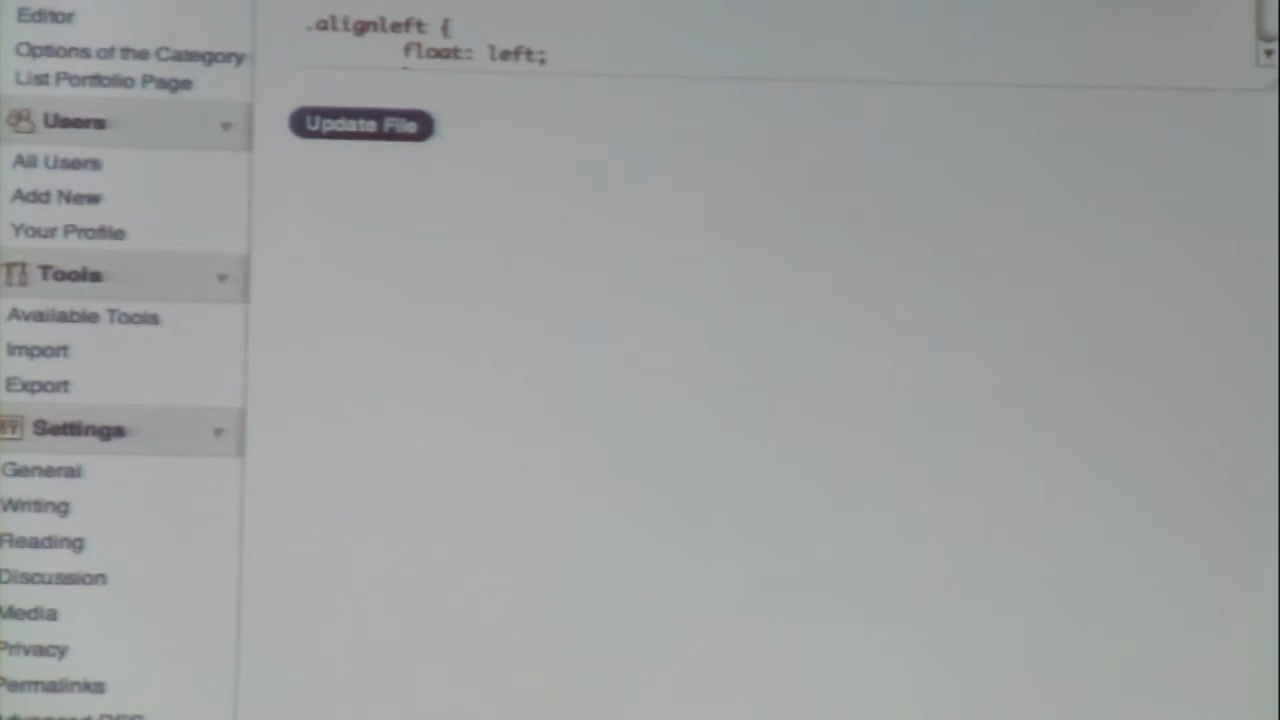 Editor
Options of the Category
List Portfolio Page
Users
All Users
Add New
Your Profile
Tools
Available Tools
Import
Export
Settings
General
Writing
Reading
Discussion
Media
Privacy
Permalinks
.alignleft {
float: left;
Update File